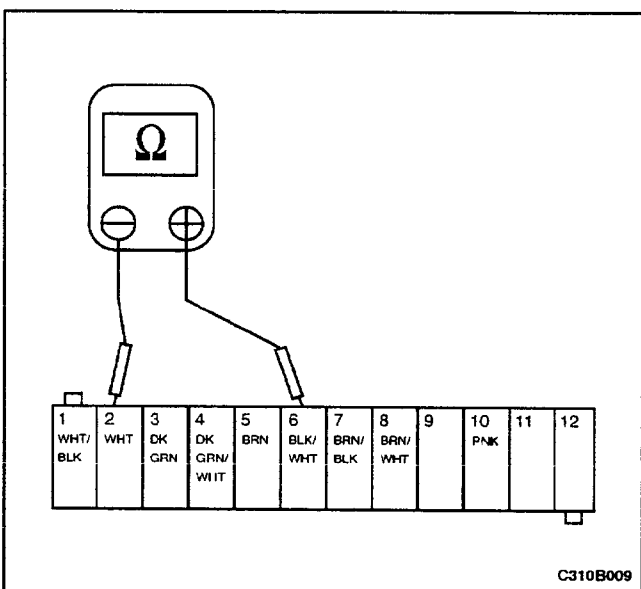 Ω
− +
1 2 3 4 5 6 7 8 9 10 11 12
WHT/ WHT DK DK BRN BLK/ BRN/ BRN/ PNK
BLK GRN GRN/ WHT BLK WHT
WHT
C310B009